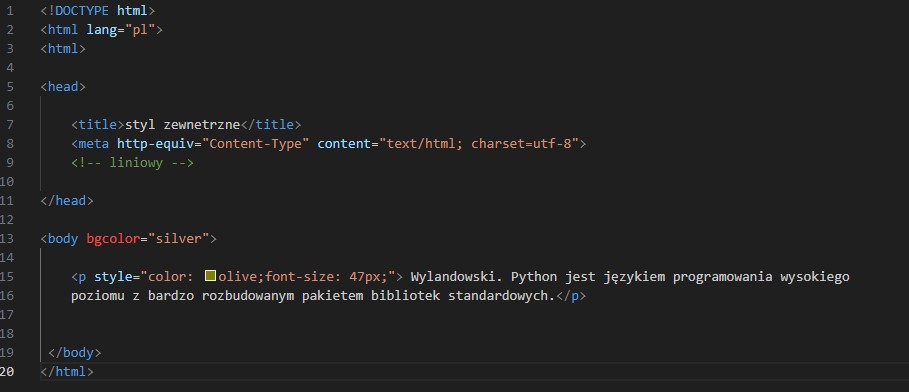 1 <!DOCTYPE html>
2 <html lang="pl">
3 <html>
4
5 <head>
6
7 <title>styl zewnetrzne</title>
8 <meta http-equiv="Content-Type" content="text/html; charset=utf-8">
9 <!-- liniowy -->
10
11 </head>
12
13 <body bgcolor="silver">
14
15 <p style="color: olive;font-size: 47px;"> Wylandowski. Python jest językiem programowania wysokiego
16 poziomu z bardzo rozbudowanym pakietem bibliotek standardowych.</p>
17
18
19 </body>
20 </html>